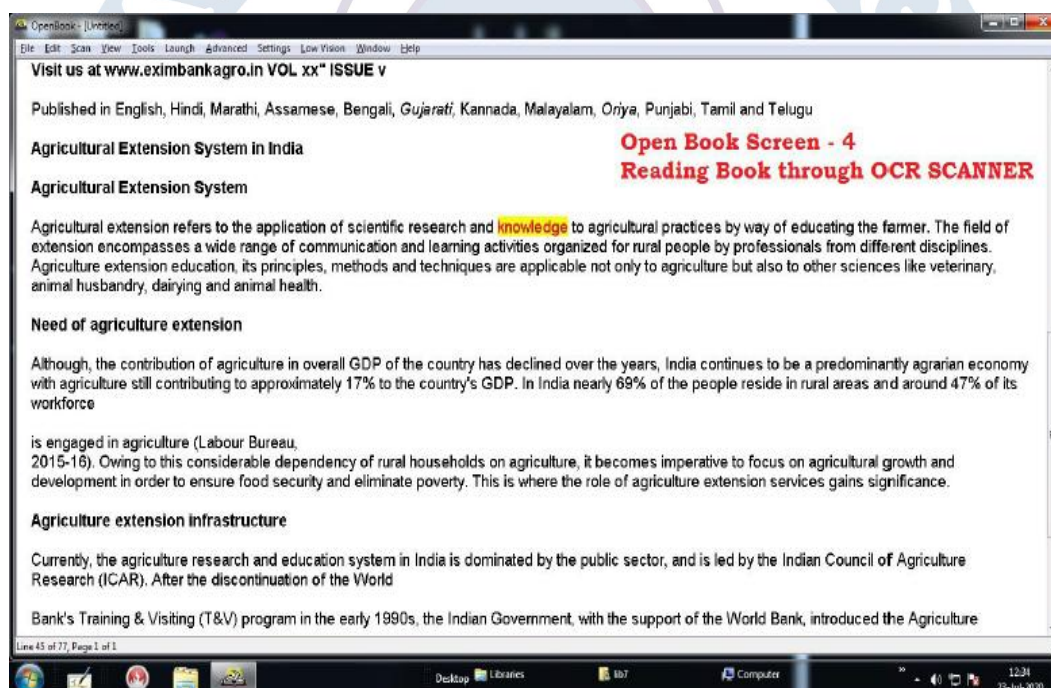 OpenBook - [Untitled]
File Edit Scan View Tools Launch Advanced Settings Low Vision Window Help
Visit us at www.eximbankagro.in VOL xx" ISSUE v
Published in English, Hindi, Marathi, Assamese, Bengali, Gujarati, Kannada, Malayalam, Oriya, Punjabi, Tamil and Telugu
Agricultural Extension System in India
Open Book Screen - 4
Reading Book through OCR SCANNER
Agricultural Extension System
Agricultural extension refers to the application of scientific research and knowledge to agricultural practices by way of educating the farmer. The field of
extension encompasses a wide range of communication and learning activities organized for rural people by professionals from different disciplines.
Agriculture extension education, its principles, methods and techniques are applicable not only to agriculture but also to other sciences like veterinary,
animal husbandry, dairying and animal health.
Need of agriculture extension
Although, the contribution of agriculture in overall GDP of the country has declined over the years, India continues to be a predominantly agrarian economy
with agriculture still contributing to approximately 17% to the country's GDP. In India nearly 69% of the people reside in rural areas and around 47% of its
workforce
is engaged in agriculture (Labour Bureau,
2015-16). Owing to this considerable dependency of rural households on agriculture, it becomes imperative to focus on agricultural growth and
development in order to ensure food security and eliminate poverty. This is where the role of agriculture extension services gains significance.
Agriculture extension infrastructure
Currently, the agriculture research and education system in India is dominated by the public sector, and is led by the Indian Council of Agriculture
Research (ICAR). After the discontinuation of the World
Bank's Training & Visiting (T&V) program in the early 1990s, the Indian Government, with the support of the World Bank, introduced the Agriculture
Line 45 of 77, Page 1 of 1
Desktop Libraries lib7 Computer 12:34
23-Jul-2020